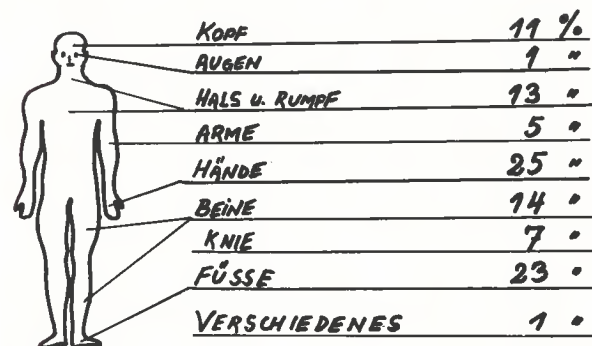 KOPF 11 %
AUGEN 1 "
HALS u. RUMPF 13 "
ARME 5 "
HÄNDE 25 "
BEINE 14 "
KNIE 7 "
FÜSSE 23 "
VERSCHIEDENES 1 "